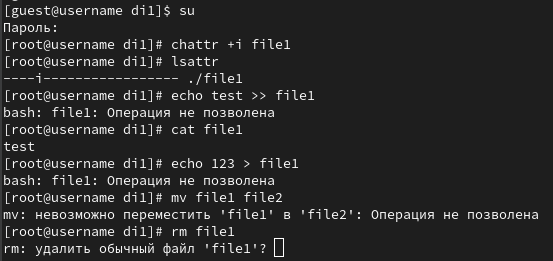 [guest@username di1]$ su
Пароль:
[root@username di1]# chattr +i file1
[root@username di1]# lsattr
----i----------------- ./file1
[root@username di1]# echo test >> file1
bash: file1: Операция не позволена
[root@username di1]# cat file1
test
[root@username di1]# echo 123 > file1
bash: file1: Операция не позволена
[root@username di1]# mv file1 file2
mv: невозможно переместить 'file1' в 'file2': Операция не позволена
[root@username di1]# rm file1
rm: удалить обычный файл 'file1'?